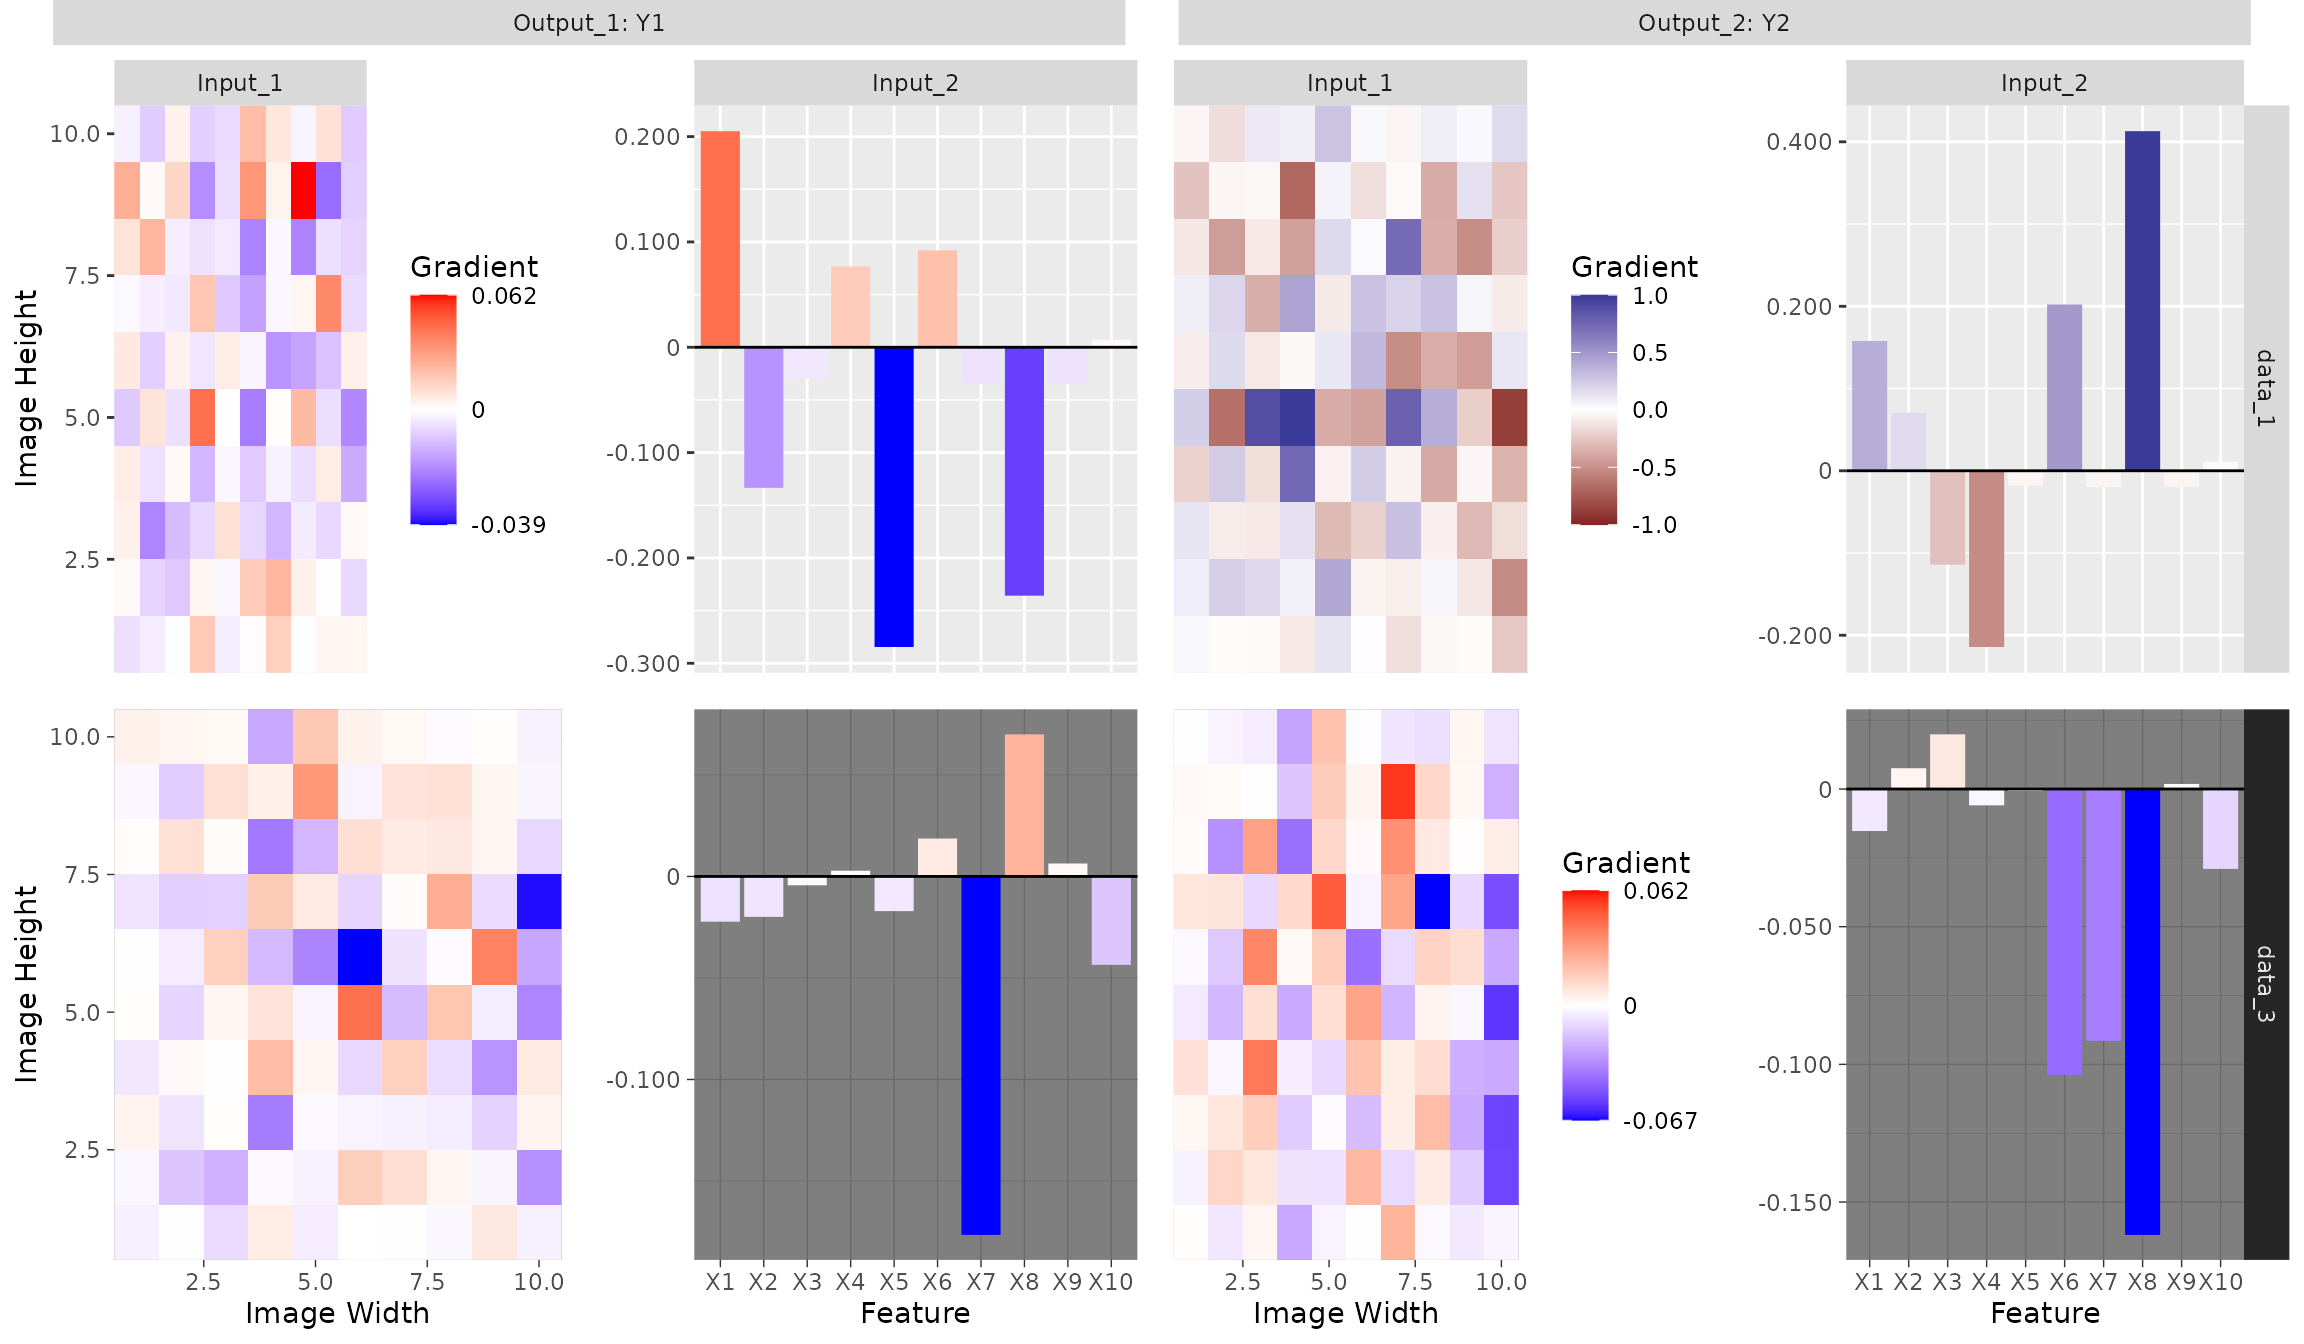 Output_1: Y1
Output_2: Y2
Input_1
Input_2
Input_1
Input_2
Image Height
10.0
7.5
5.0
2.5
Gradient
0.062
0
-0.039
0.200
0.100
0
-0.100
-0.200
-0.300
Gradient
1.0
0.5
0.0
-0.5
-1.0
0.400
0.200
0
-0.200
data_1
Image Height
10.0
7.5
5.0
2.5
2.5 5.0 7.5 10.0
Image Width
0
-0.100
X1 X2 X3 X4 X5 X6 X7 X8 X9 X10
Feature
2.5 5.0 7.5 10.0
Image Width
Gradient
0.062
0
-0.067
0
-0.050
-0.100
-0.150
X1 X2 X3 X4 X5 X6 X7 X8 X9 X10
Feature
data_3